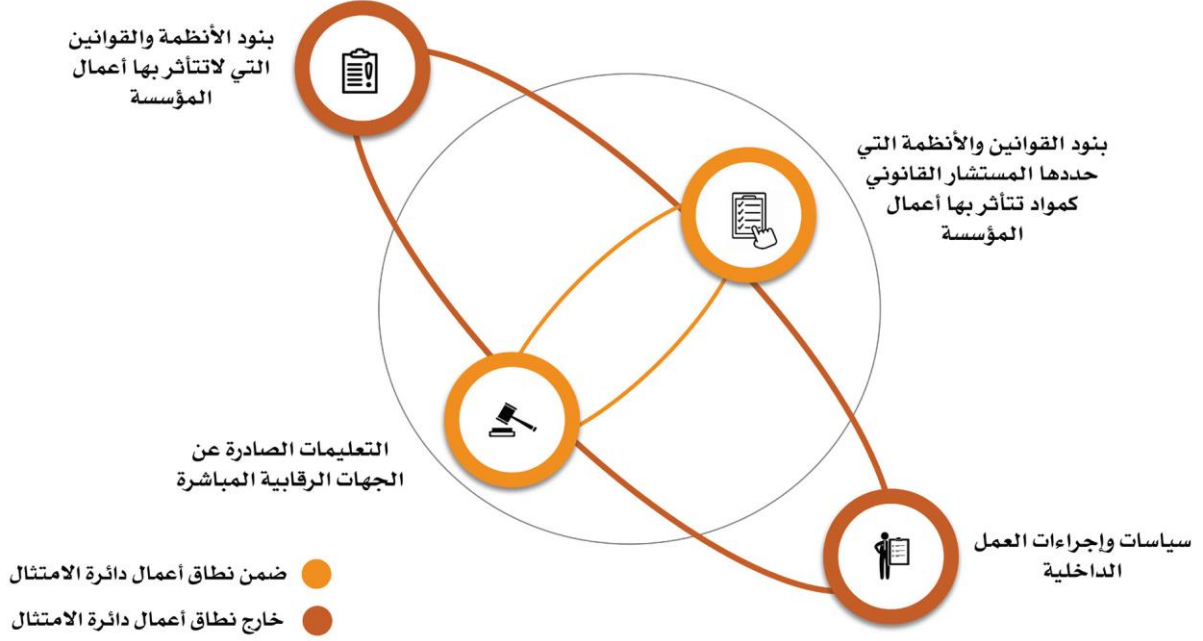 بنود الأنظمة والقوانين
التي لاتتأثر بها أعمال
المؤسسة
بنود القوانين والأنظمة التي
حددها المستشار القانوني
كمواد تتأثر بها أعمال
المؤسسة
التعليمات الصادرة عن
الجهات الرقابية المباشرة
سياسات وإجراءات العمل
الداخلية
ضمن نطاق أعمال دائرة الامتثال
خارج نطاق أعمال دائرة الامتثال